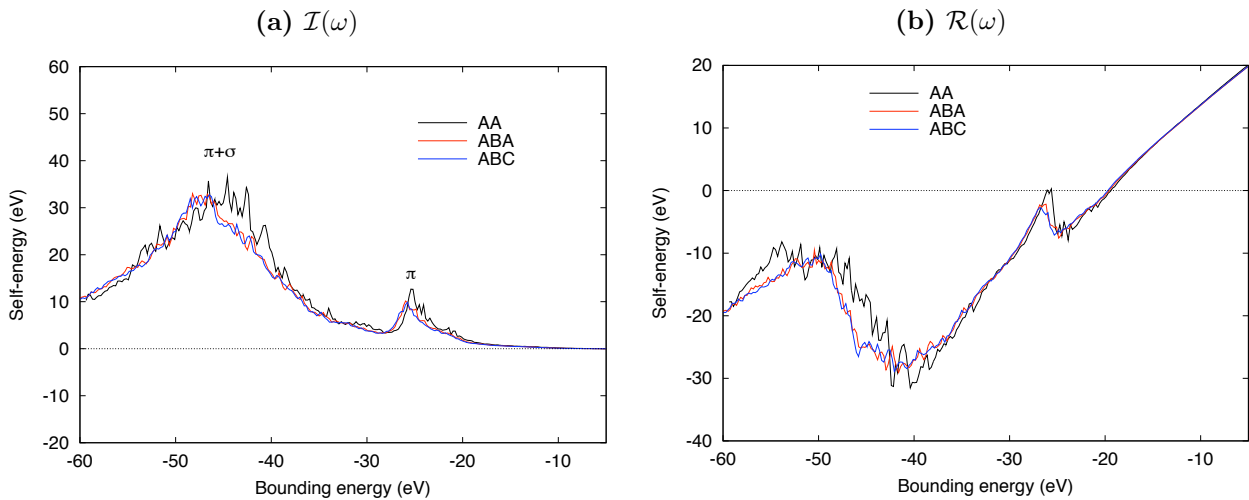 (a) I(ω)
60
50
40
30
20
10
0
-10
-20
-60 -50 -40 -30 -20 -10
Self-energy (eV)
Bounding energy (eV)
AA
ABA
ABC
π+σ
π
(b) R(ω)
20
10
0
-10
-20
-30
-40
-60 -50 -40 -30 -20 -10
Self-energy (eV)
Bounding energy (eV)
AA
ABA
ABC